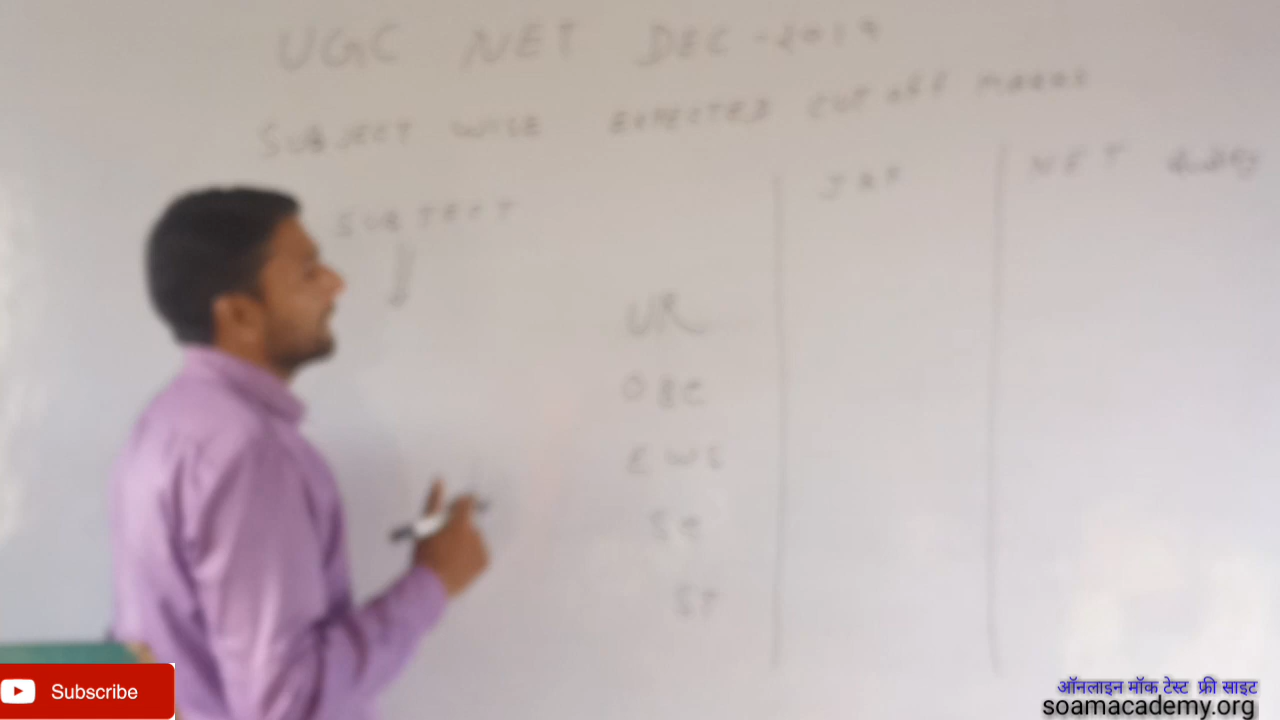 UGC NET DEC-2019
SUBJECT WISE EXPECTED CUT OFF MARKS
SUBJECT JRF NET
UR
OBC
EWS
SC
ST
Subscribe
ऑनलाइन मॉक टेस्ट फ्री साइट
soamacademy.org